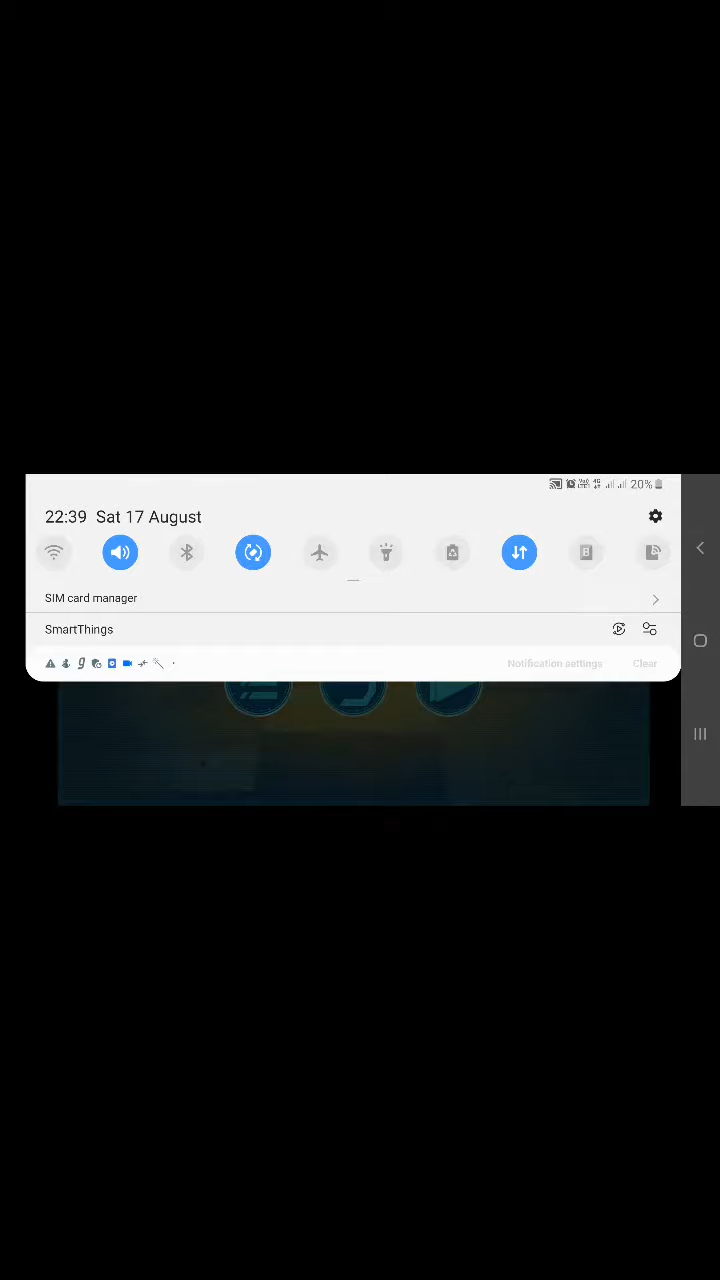 20%
22:39 Sat 17 August
SIM card manager
SmartThings
Notification settings Clear